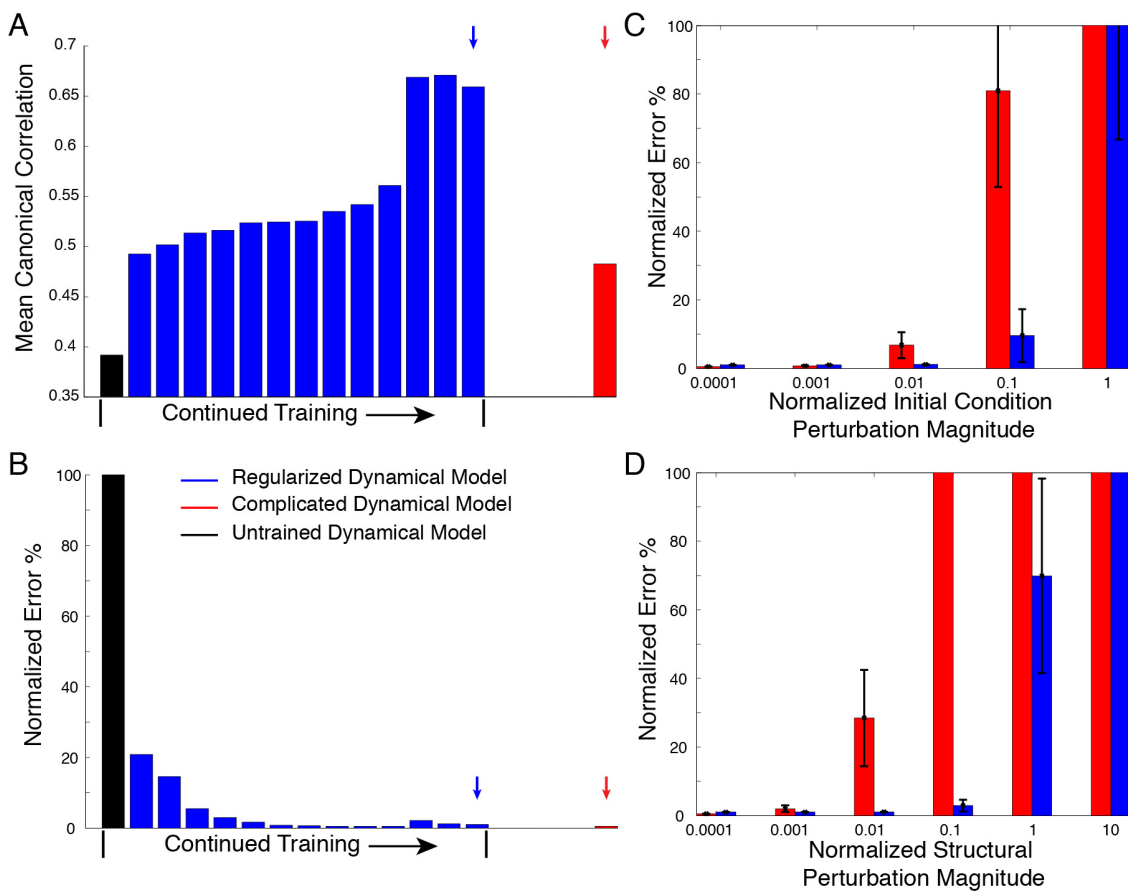 A
0.7
0.65
0.6
0.55
0.5
0.45
0.4
0.35
Mean Canonical Correlation
Continued Training
B
100
80
60
40
20
0
Normalized Error %
Regularized Dynamical Model
Complicated Dynamical Model
Untrained Dynamical Model
Continued Training
C
100
80
60
40
20
0
Normalized Error %
0.0001 0.001 0.01 0.1 1
Normalized Initial Condition
Perturbation Magnitude
D
100
80
60
40
20
0
Normalized Error %
0.0001 0.001 0.01 0.1 1 10
Normalized Structural
Perturbation Magnitude